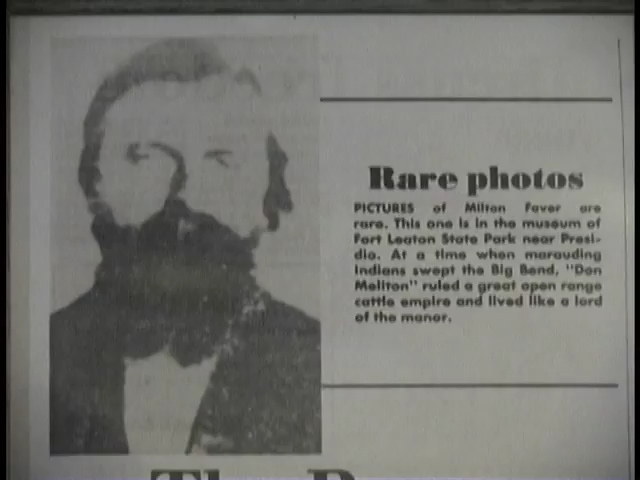 Rare photos
PICTURES of Milton Faver are
rare. This one is in the museum of
Fort Leaton State Park near Presi-
dio. At a time when marauding
Indians swept the Big Bend, "Don
Meliton" ruled a great open range
cattle empire and lived like a lord
of the manor.